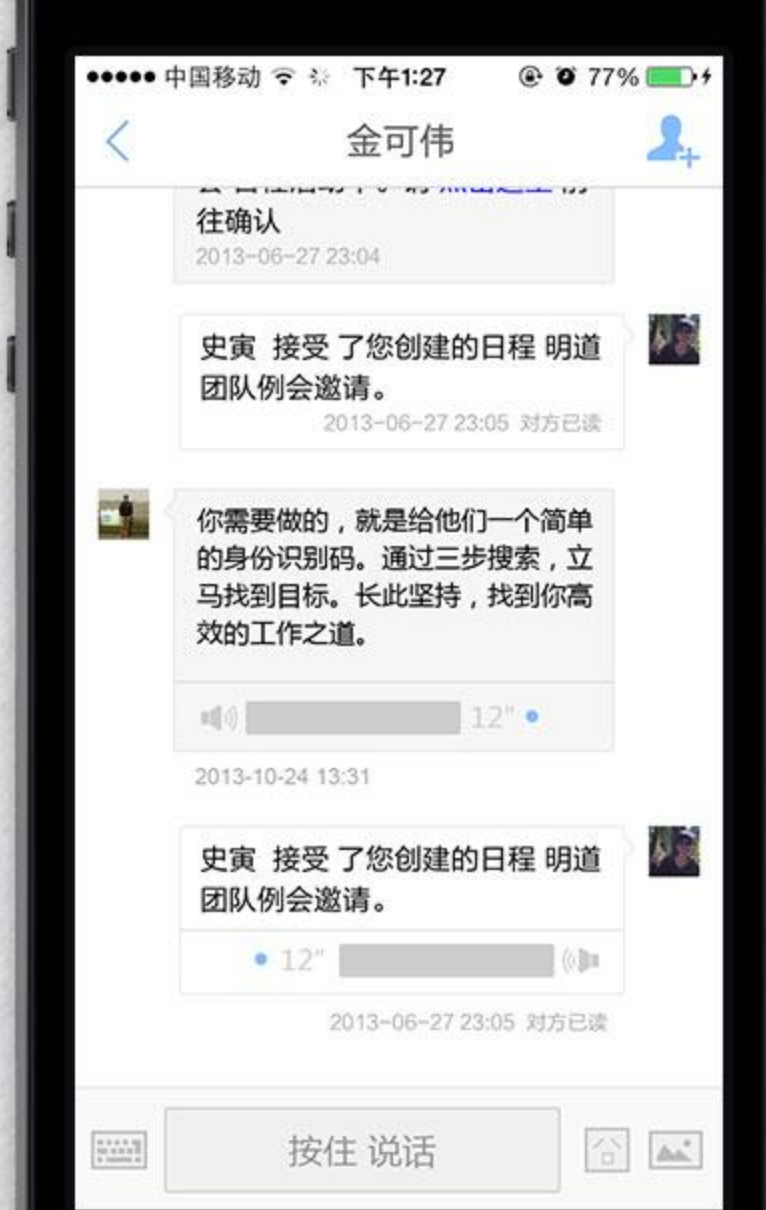 中国移动 下午1:27 77%
金可伟
往确认
2013-06-27 23:04
史寅 接受 了您创建的日程 明道
团队例会邀请。
2013-06-27 23:05 对方已读
你需要做的，就是给他们一个简单
的身份识别码。通过三步搜索，立
马找到目标。长此坚持，找到你高
效的工作之道。
12"
2013-10-24 13:31
史寅 接受 了您创建的日程 明道
团队例会邀请。
12"
2013-06-27 23:05 对方已读
按住 说话